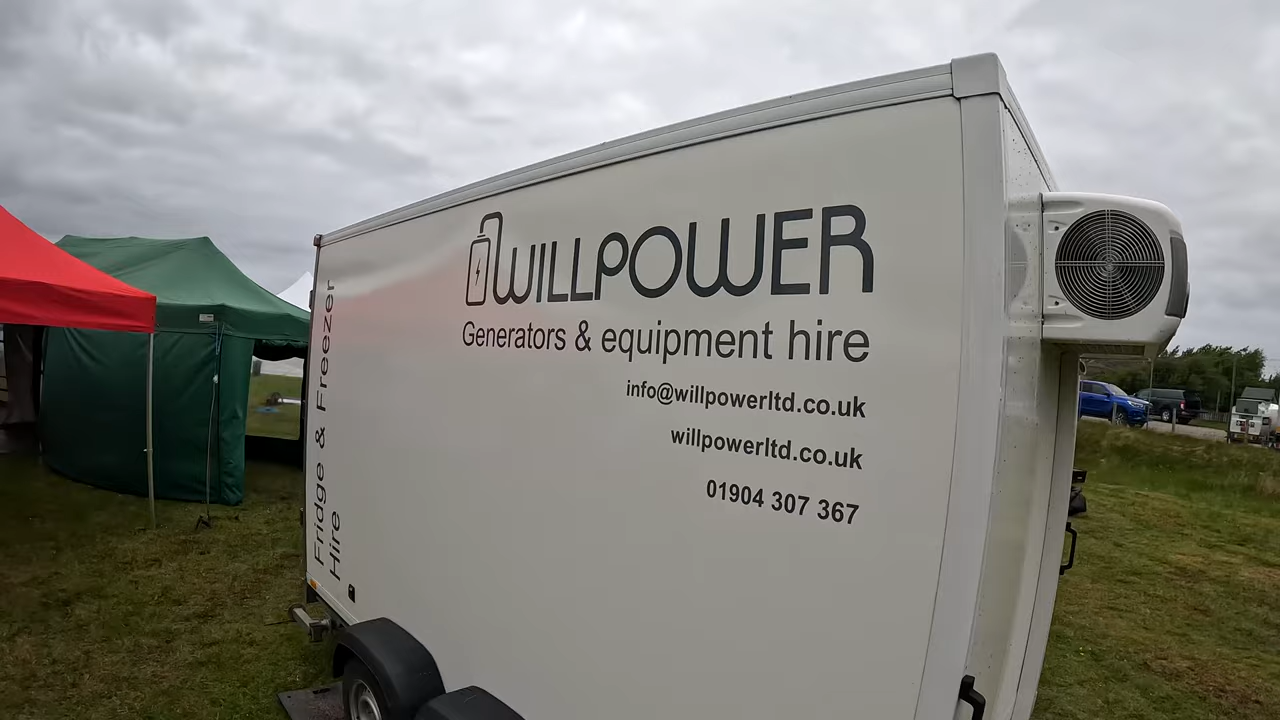 WILLPOWER
Generators & equipment hire
info@willpowerltd.co.uk
willpowerltd.co.uk
01904 307 367
Fridge & Freezer
Hire